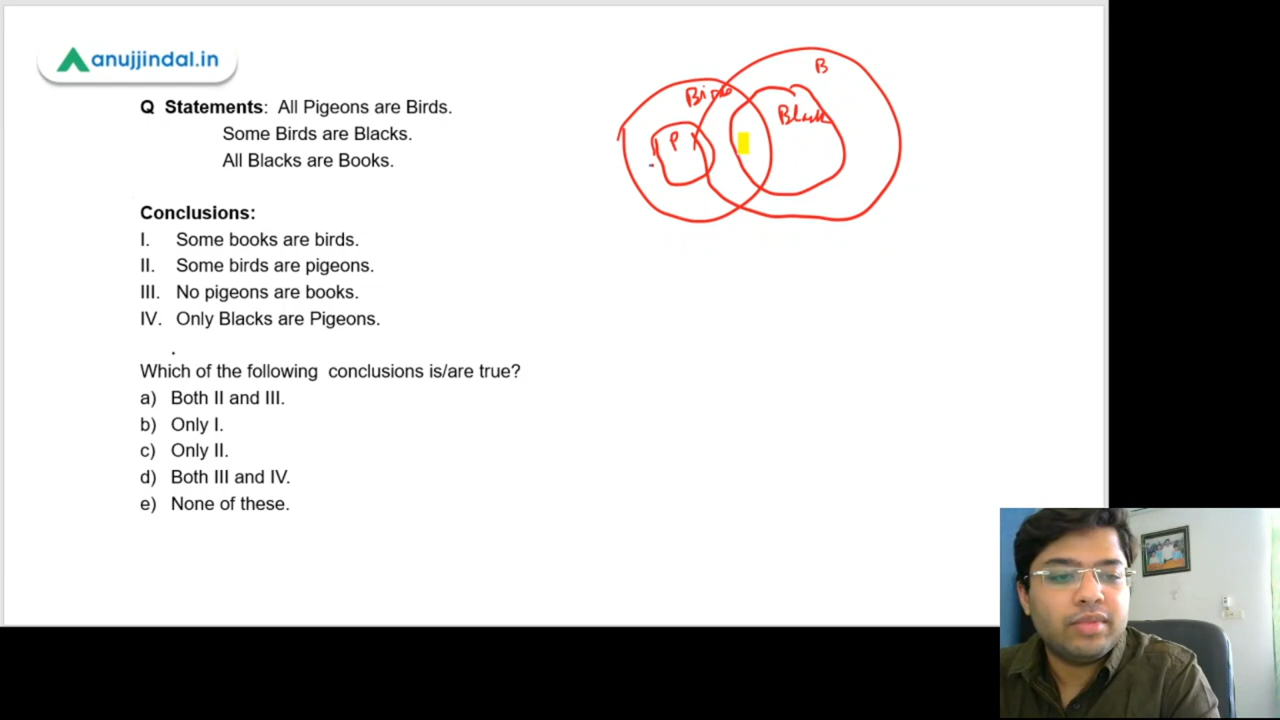 anujjindal.in
Q Statements: All Pigeons are Birds.
Some Birds are Blacks.
All Blacks are Books.
Conclusions:
I. Some books are birds.
II. Some birds are pigeons.
III. No pigeons are books.
IV. Only Blacks are Pigeons.
.
Which of the following conclusions is/are true?
a) Both II and III.
b) Only I.
c) Only II.
d) Both III and IV.
e) None of these.
B
P